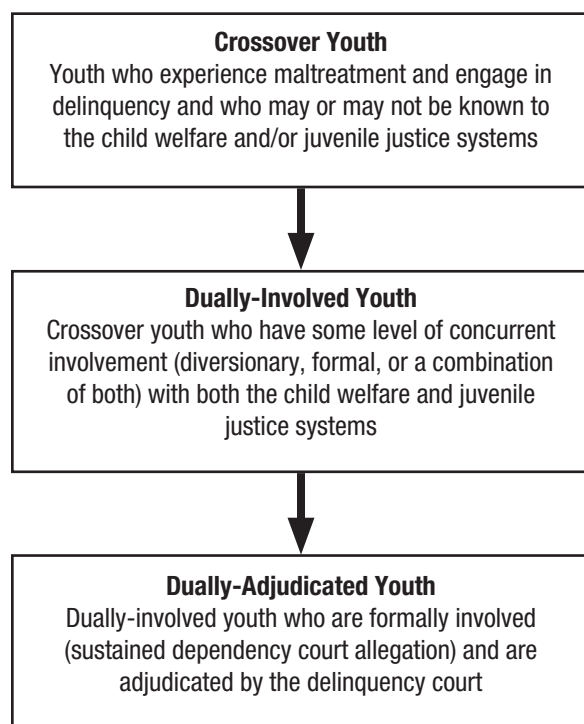 Crossover Youth
Youth who experience maltreatment and engage in
delinquency and who may or may not be known to
the child welfare and/or juvenile justice systems
Dually-Involved Youth
Crossover youth who have some level of concurrent
involvement (diversionary, formal, or a combination
of both) with both the child welfare and juvenile
justice systems
Dually-Adjudicated Youth
Dually-involved youth who are formally involved
(sustained dependency court allegation) and are
adjudicated by the delinquency court